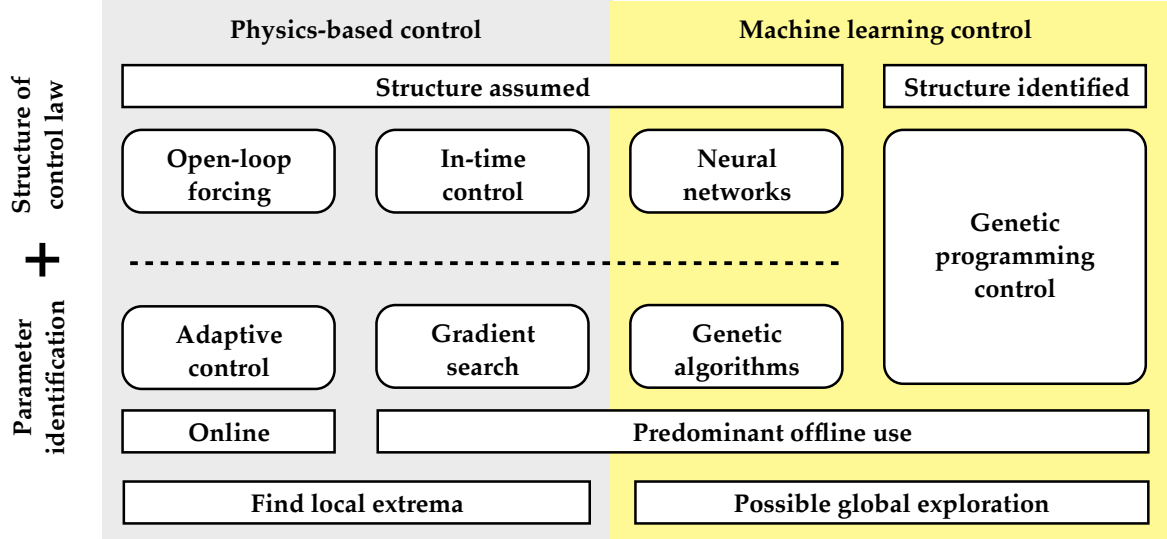 Physics-based control
Machine learning control
Structure assumed
Structure identified
Structure of
control law
Open-loop
forcing
In-time
control
Neural
networks
Genetic
programming
control
+
Parameter
identification
Adaptive
control
Gradient
search
Genetic
algorithms
Online
Predominant offline use
Find local extrema
Possible global exploration